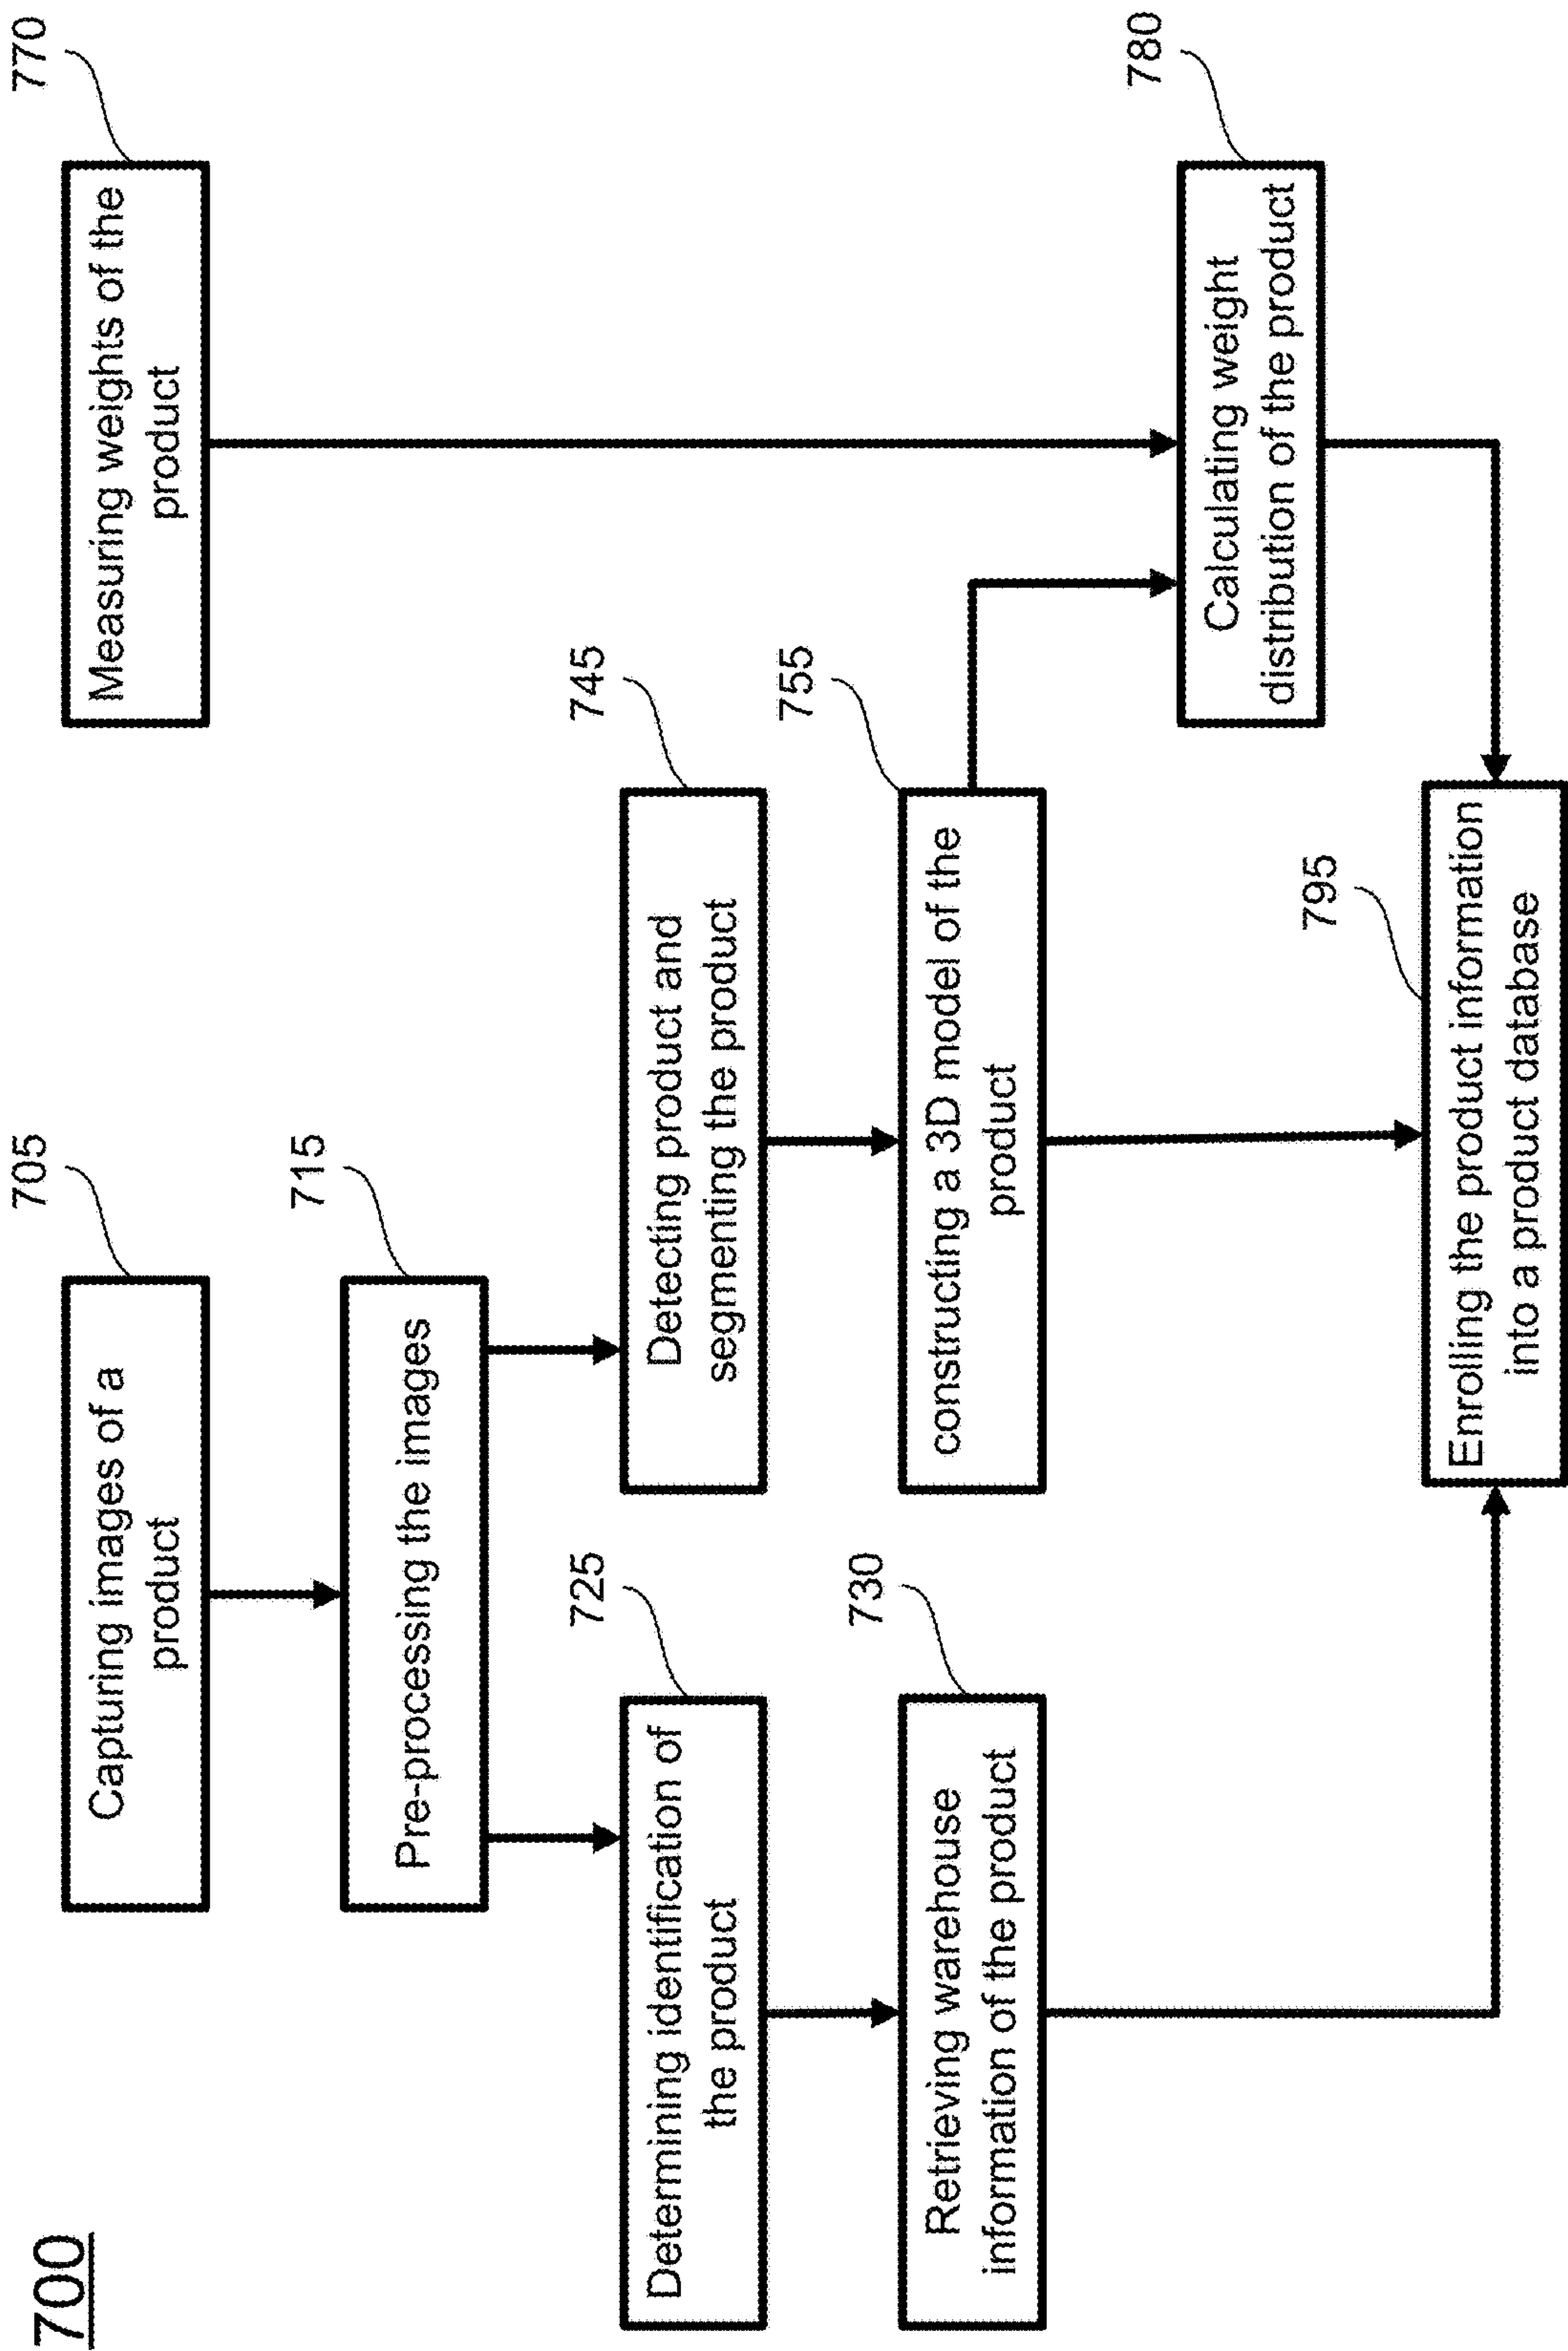 700
705
Capturing images of a
product
770
Measuring weights of the
product
715
Pre-processing the images
725
Determining identification of
the product
745
Detecting product and
segmenting the product
730
Retrieving warehouse
information of the product
755
constructing a 3D model of the
product
780
Calculating weight
distribution of the product
795
Enrolling the product information
into a product database